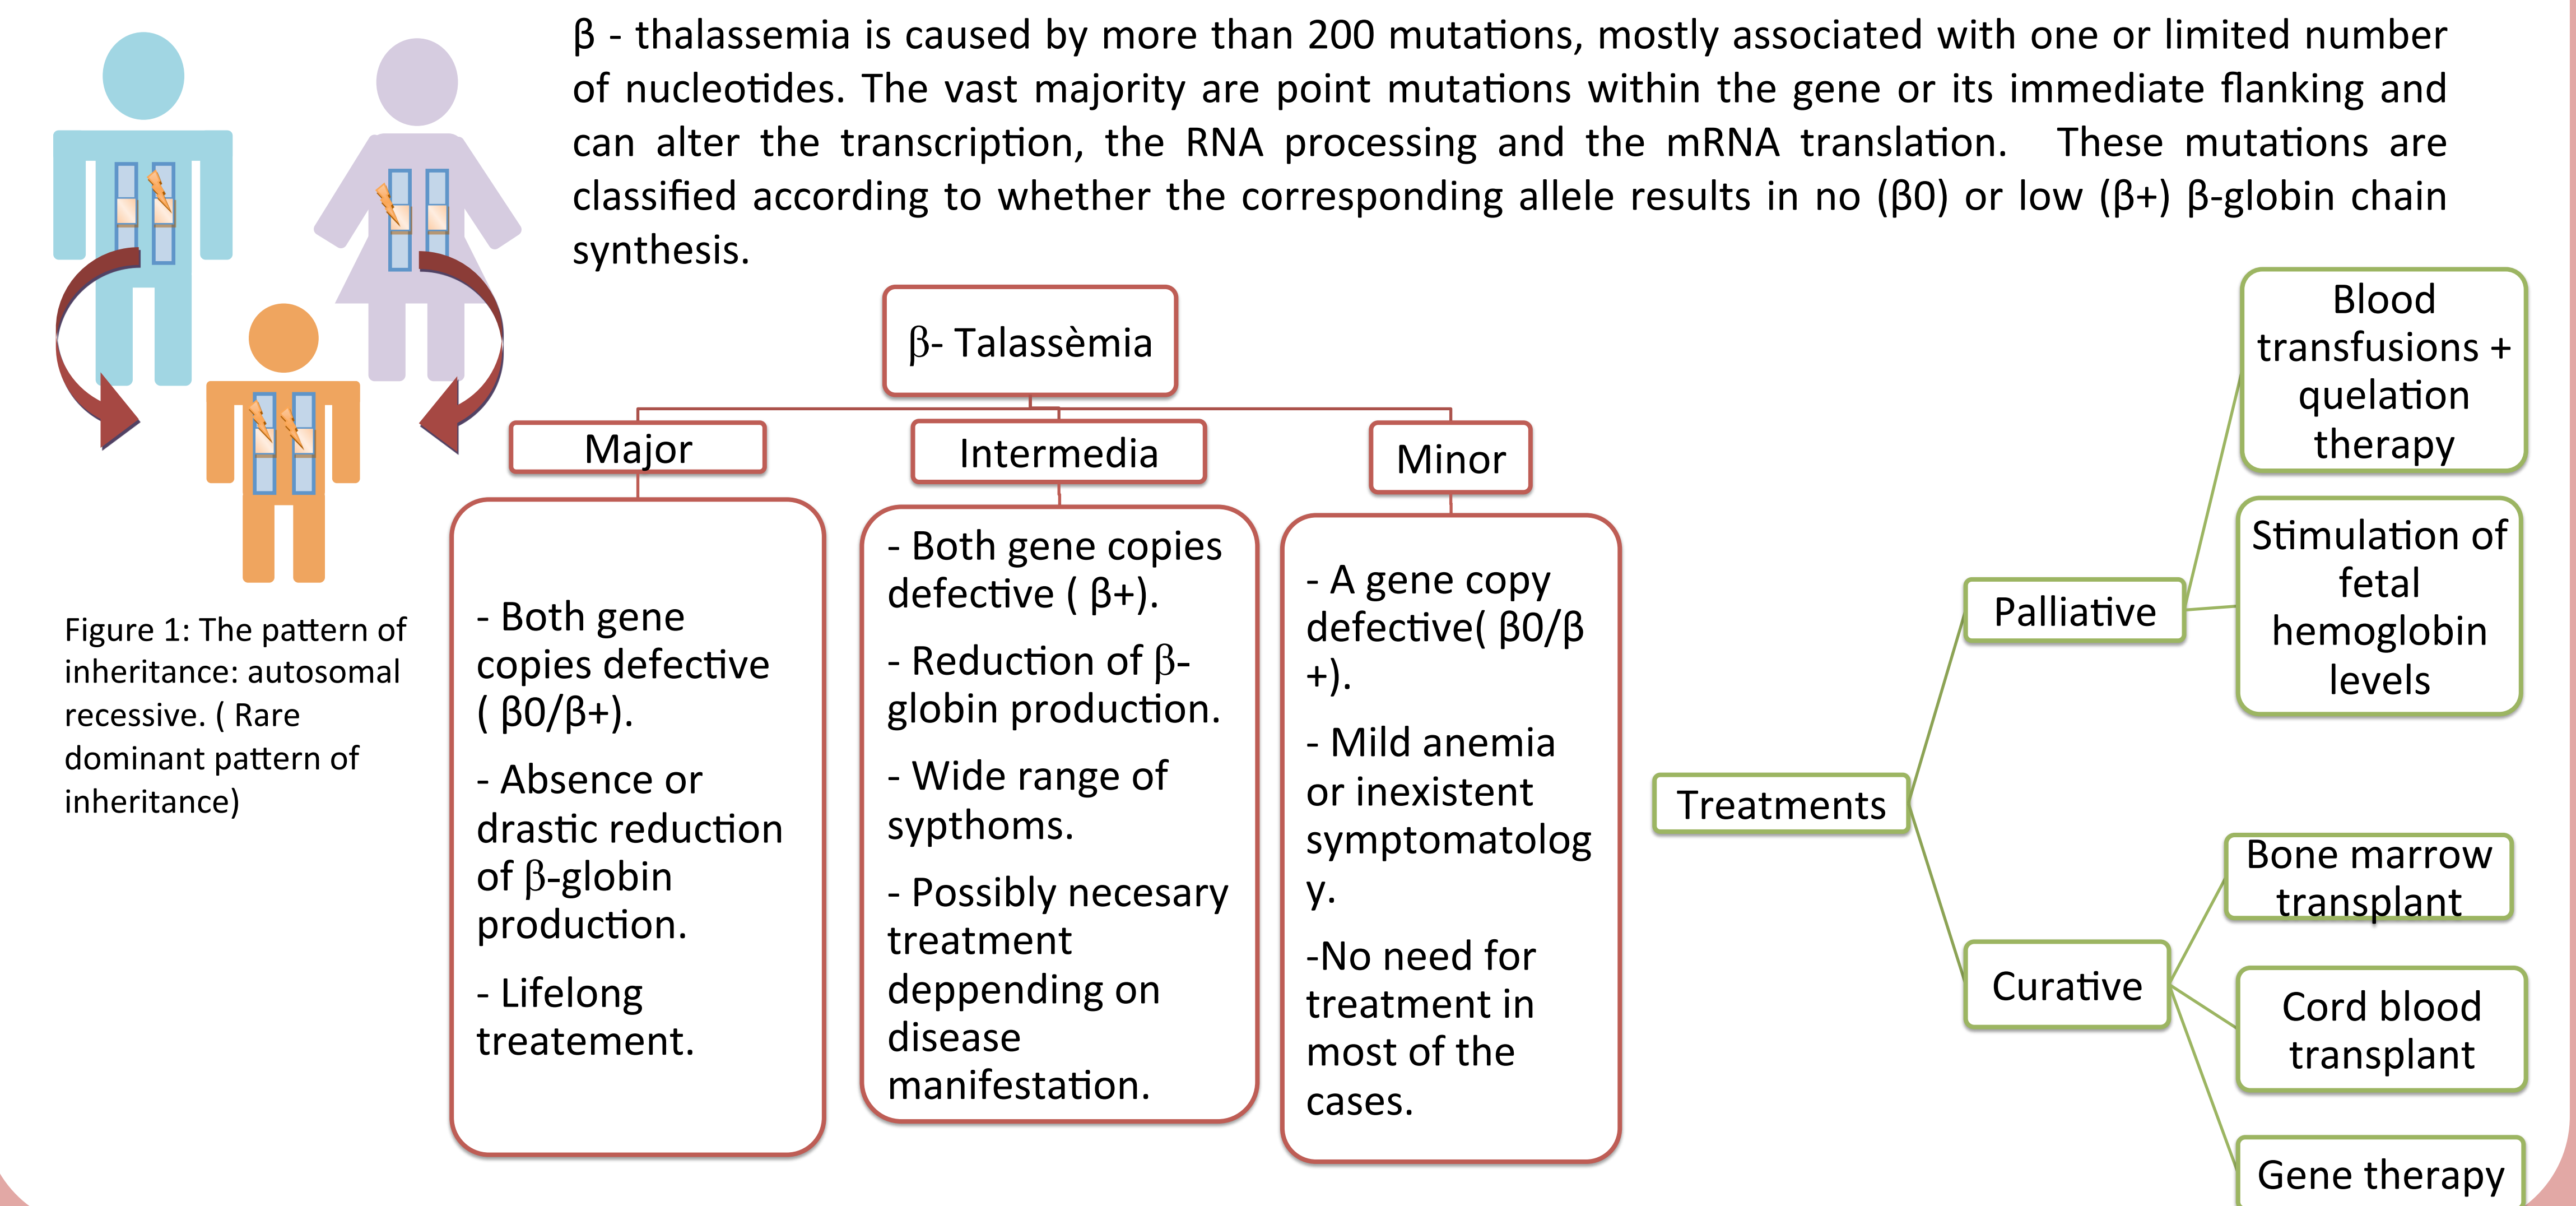 β - thalassemia is caused by more than 200 mutations, mostly associated with one or limited number
of nucleotides. The vast majority are point mutations within the gene or its immediate flanking and
can alter the transcription, the RNA processing and the mRNA translation. These mutations are
classified according to whether the corresponding allele results in no (β0) or low (β+) β-globin chain
synthesis.
Figure 1: The pattern of
inheritance: autosomal
recessive. ( Rare
dominant pattern of
inheritance)
β- Talassèmia
Major
- Both gene
copies defective
( β0/β+).
- Absence or
drastic reduction
of β-globin
production.
- Lifelong
treatement.
Intermedia
- Both gene copies
defective ( β+).
- Reduction of β-
globin production.
- Wide range of
sypthoms.
- Possibly necesary
treatment
deppending on
disease
manifestation.
Minor
- A gene copy
defective( β0/β
+).
- Mild anemia
or inexistent
symptomatolog
y.
-No need for
treatment in
most of the
cases.
Treatments
Palliative
Blood
transfusions +
quelation
therapy
Stimulation of
fetal
hemoglobin
levels
Curative
Bone marrow
transplant
Cord blood
transplant
Gene therapy